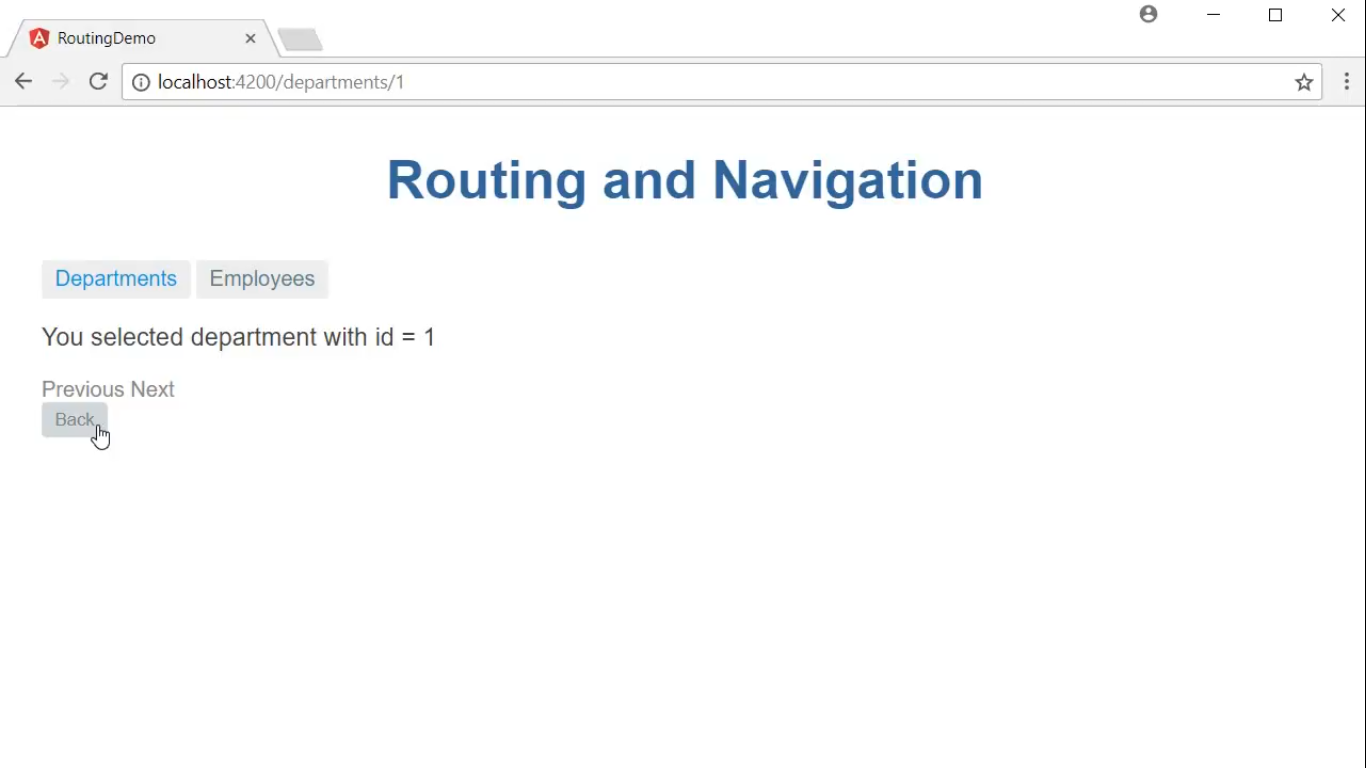 RoutingDemo
localhost:4200/departments/1
Routing and Navigation
Departments Employees
You selected department with id = 1
Previous Next
Back